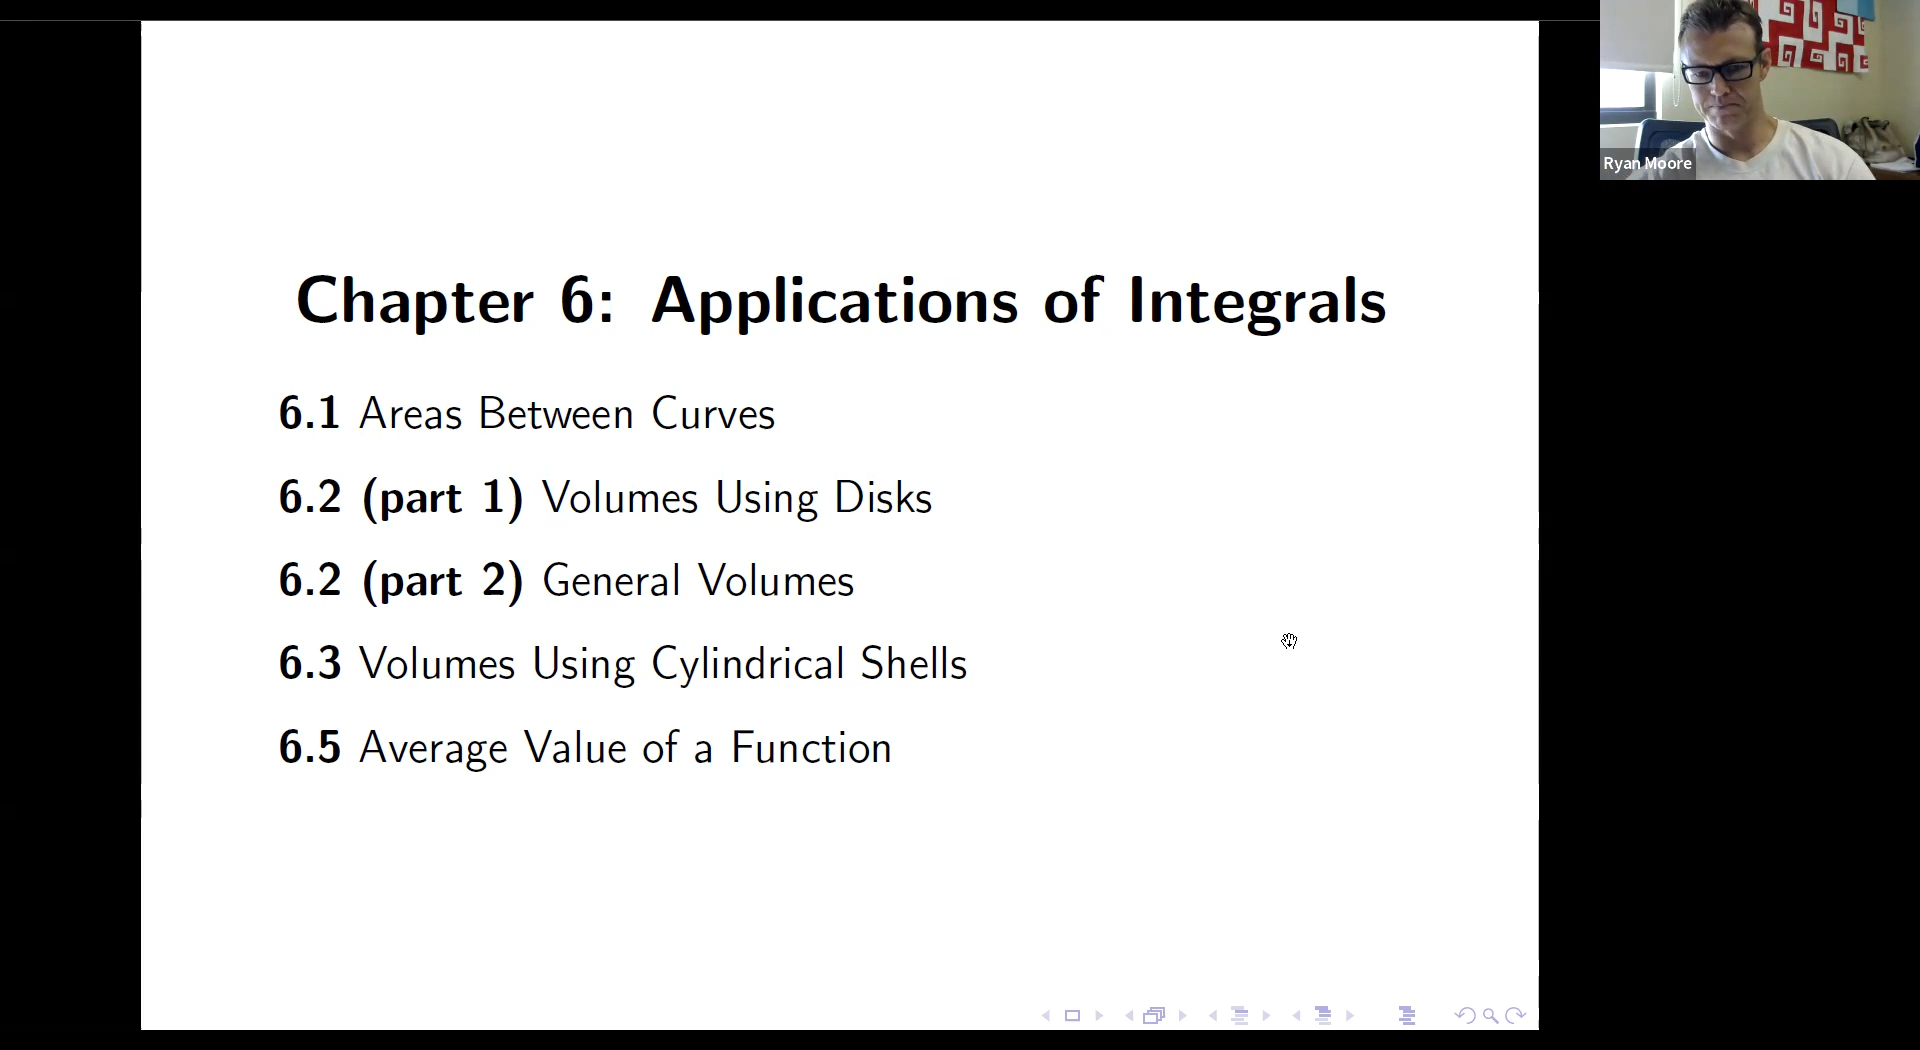 Chapter 6: Applications of Integrals
6.1 Areas Between Curves
6.2 (part 1) Volumes Using Disks
6.2 (part 2) General Volumes
6.3 Volumes Using Cylindrical Shells
6.5 Average Value of a Function
Ryan Moore